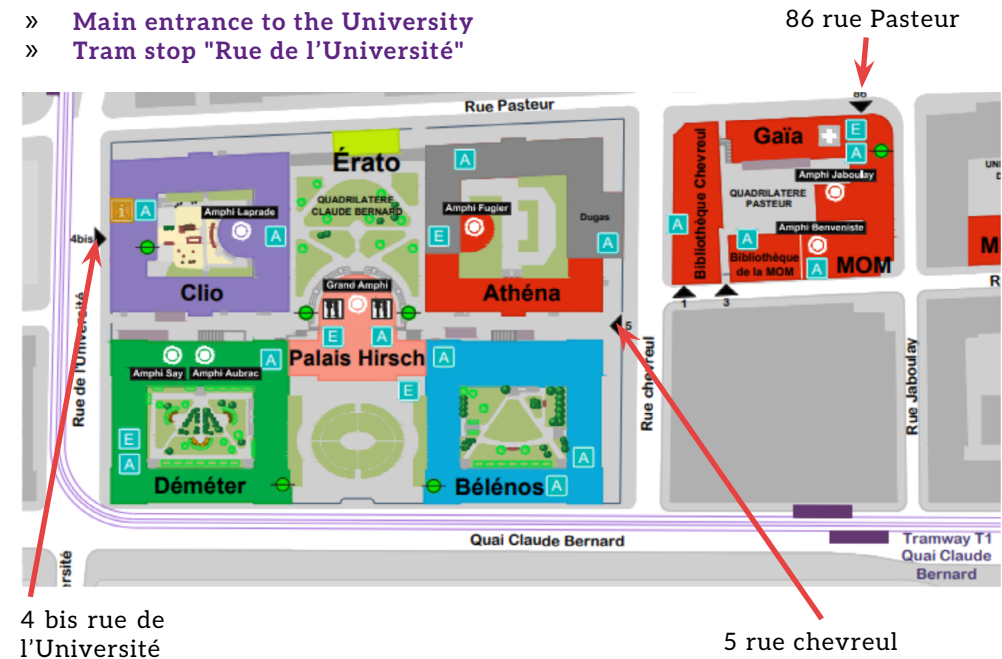 » Main entrance to the University
» Tram stop "Rue de l’Université"
86 rue Pasteur
Rue Pasteur
86
Érato
Gaïa
E
A
A
QUADRILATÈRE
CLAUDE BERNARD
i
A
Amphi Laprade
A
4bis
Clio
Amphi Fugier
E
Dugas
A
Athéna
Grand Amphi
E
A
Palais Hirsch
A
E
Bibliothèque Chevreul
A
QUADRILATERE
PASTEUR
Amphi Jaboulay
Amphi Benveniste
A
Bibliothèque
de la MOM
A
MOM
UNI
D
M
R
1
3
5
Rue de l'Université
Rue chevreul
Rue Jaboulay
Amphi Say
Amphi Aubrac
A
E
A
Déméter
Bélénos
A
A
Quai Claude Bernard
Tramway T1
Quai Claude
Bernard
ersité
4 bis rue de
l’Université
5 rue chevreul